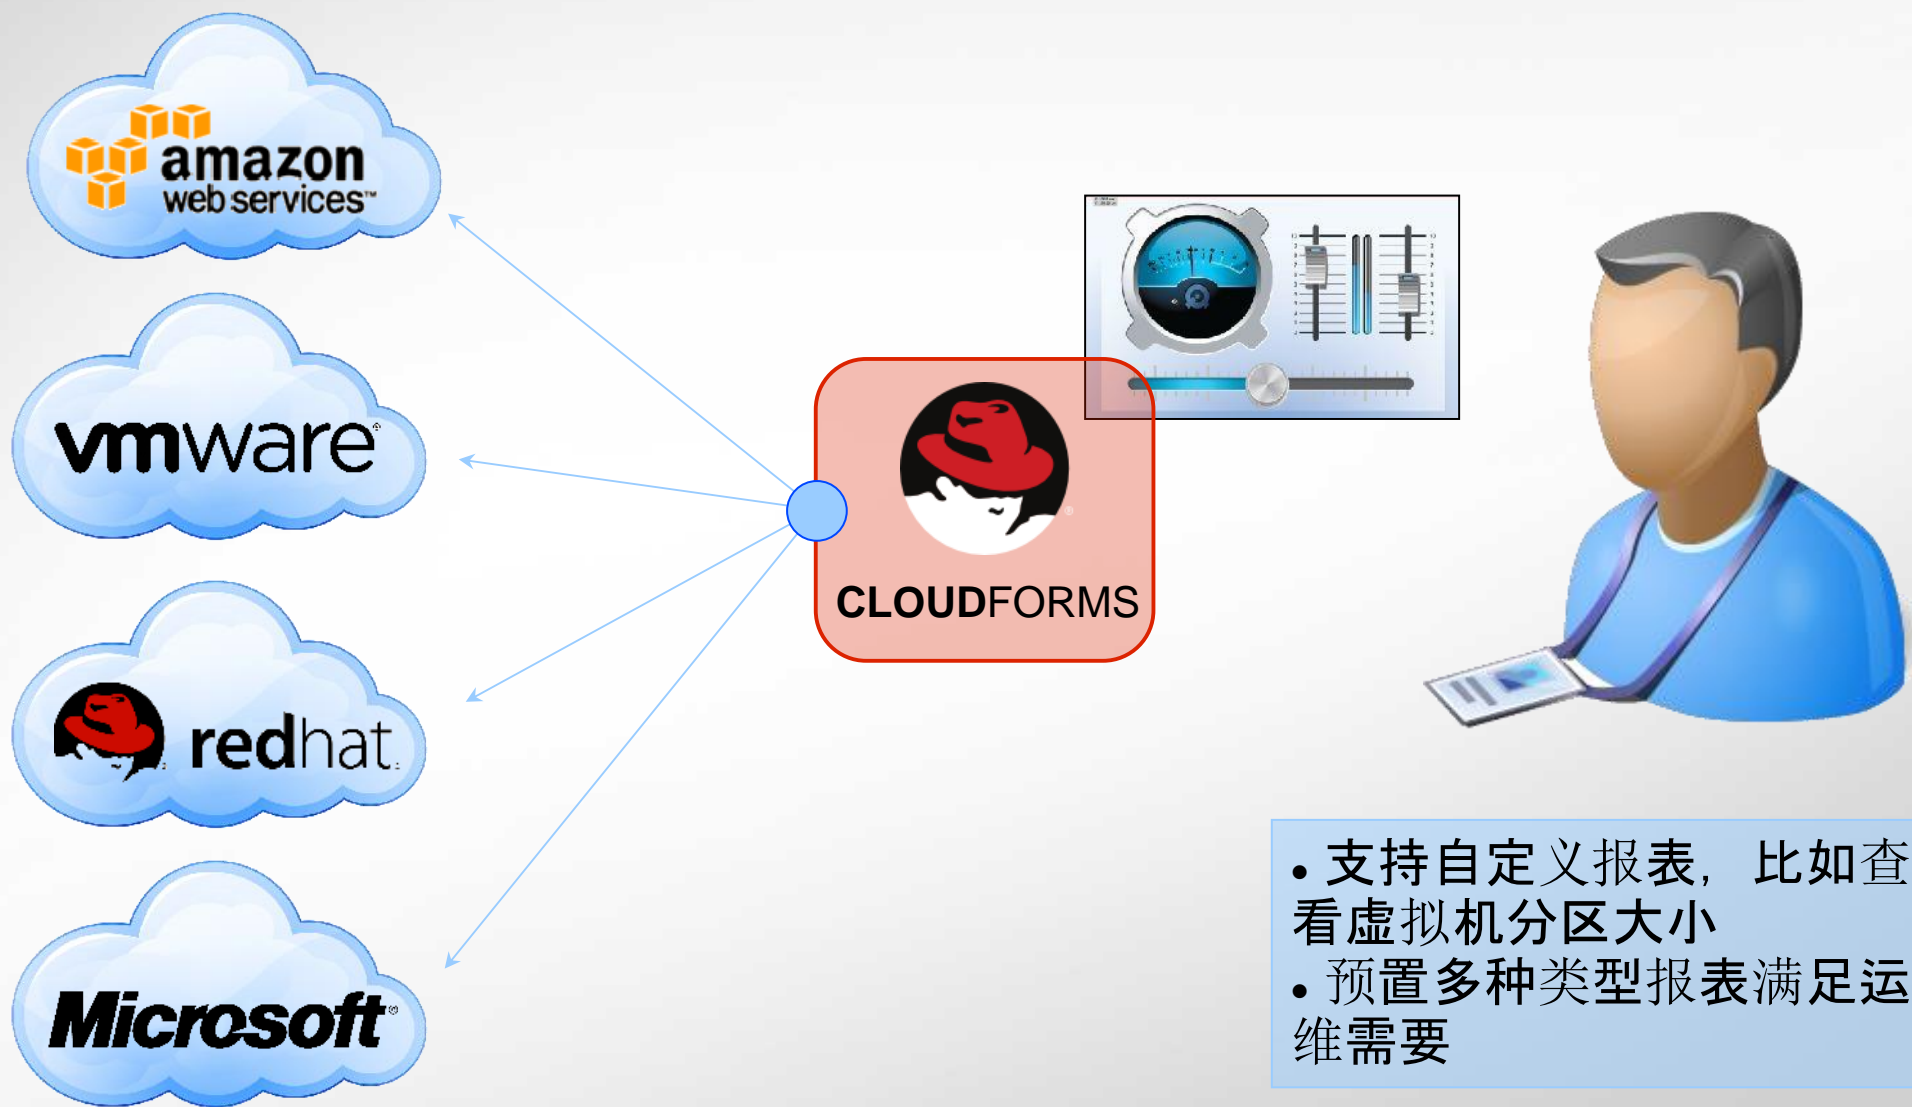 amazon
web services™
vmware®
redhat.
Microsoft®
CLOUDFORMS
• 支持自定义报表，比如查
看虚拟机分区大小
• 预置多种类型报表满足运
维需要